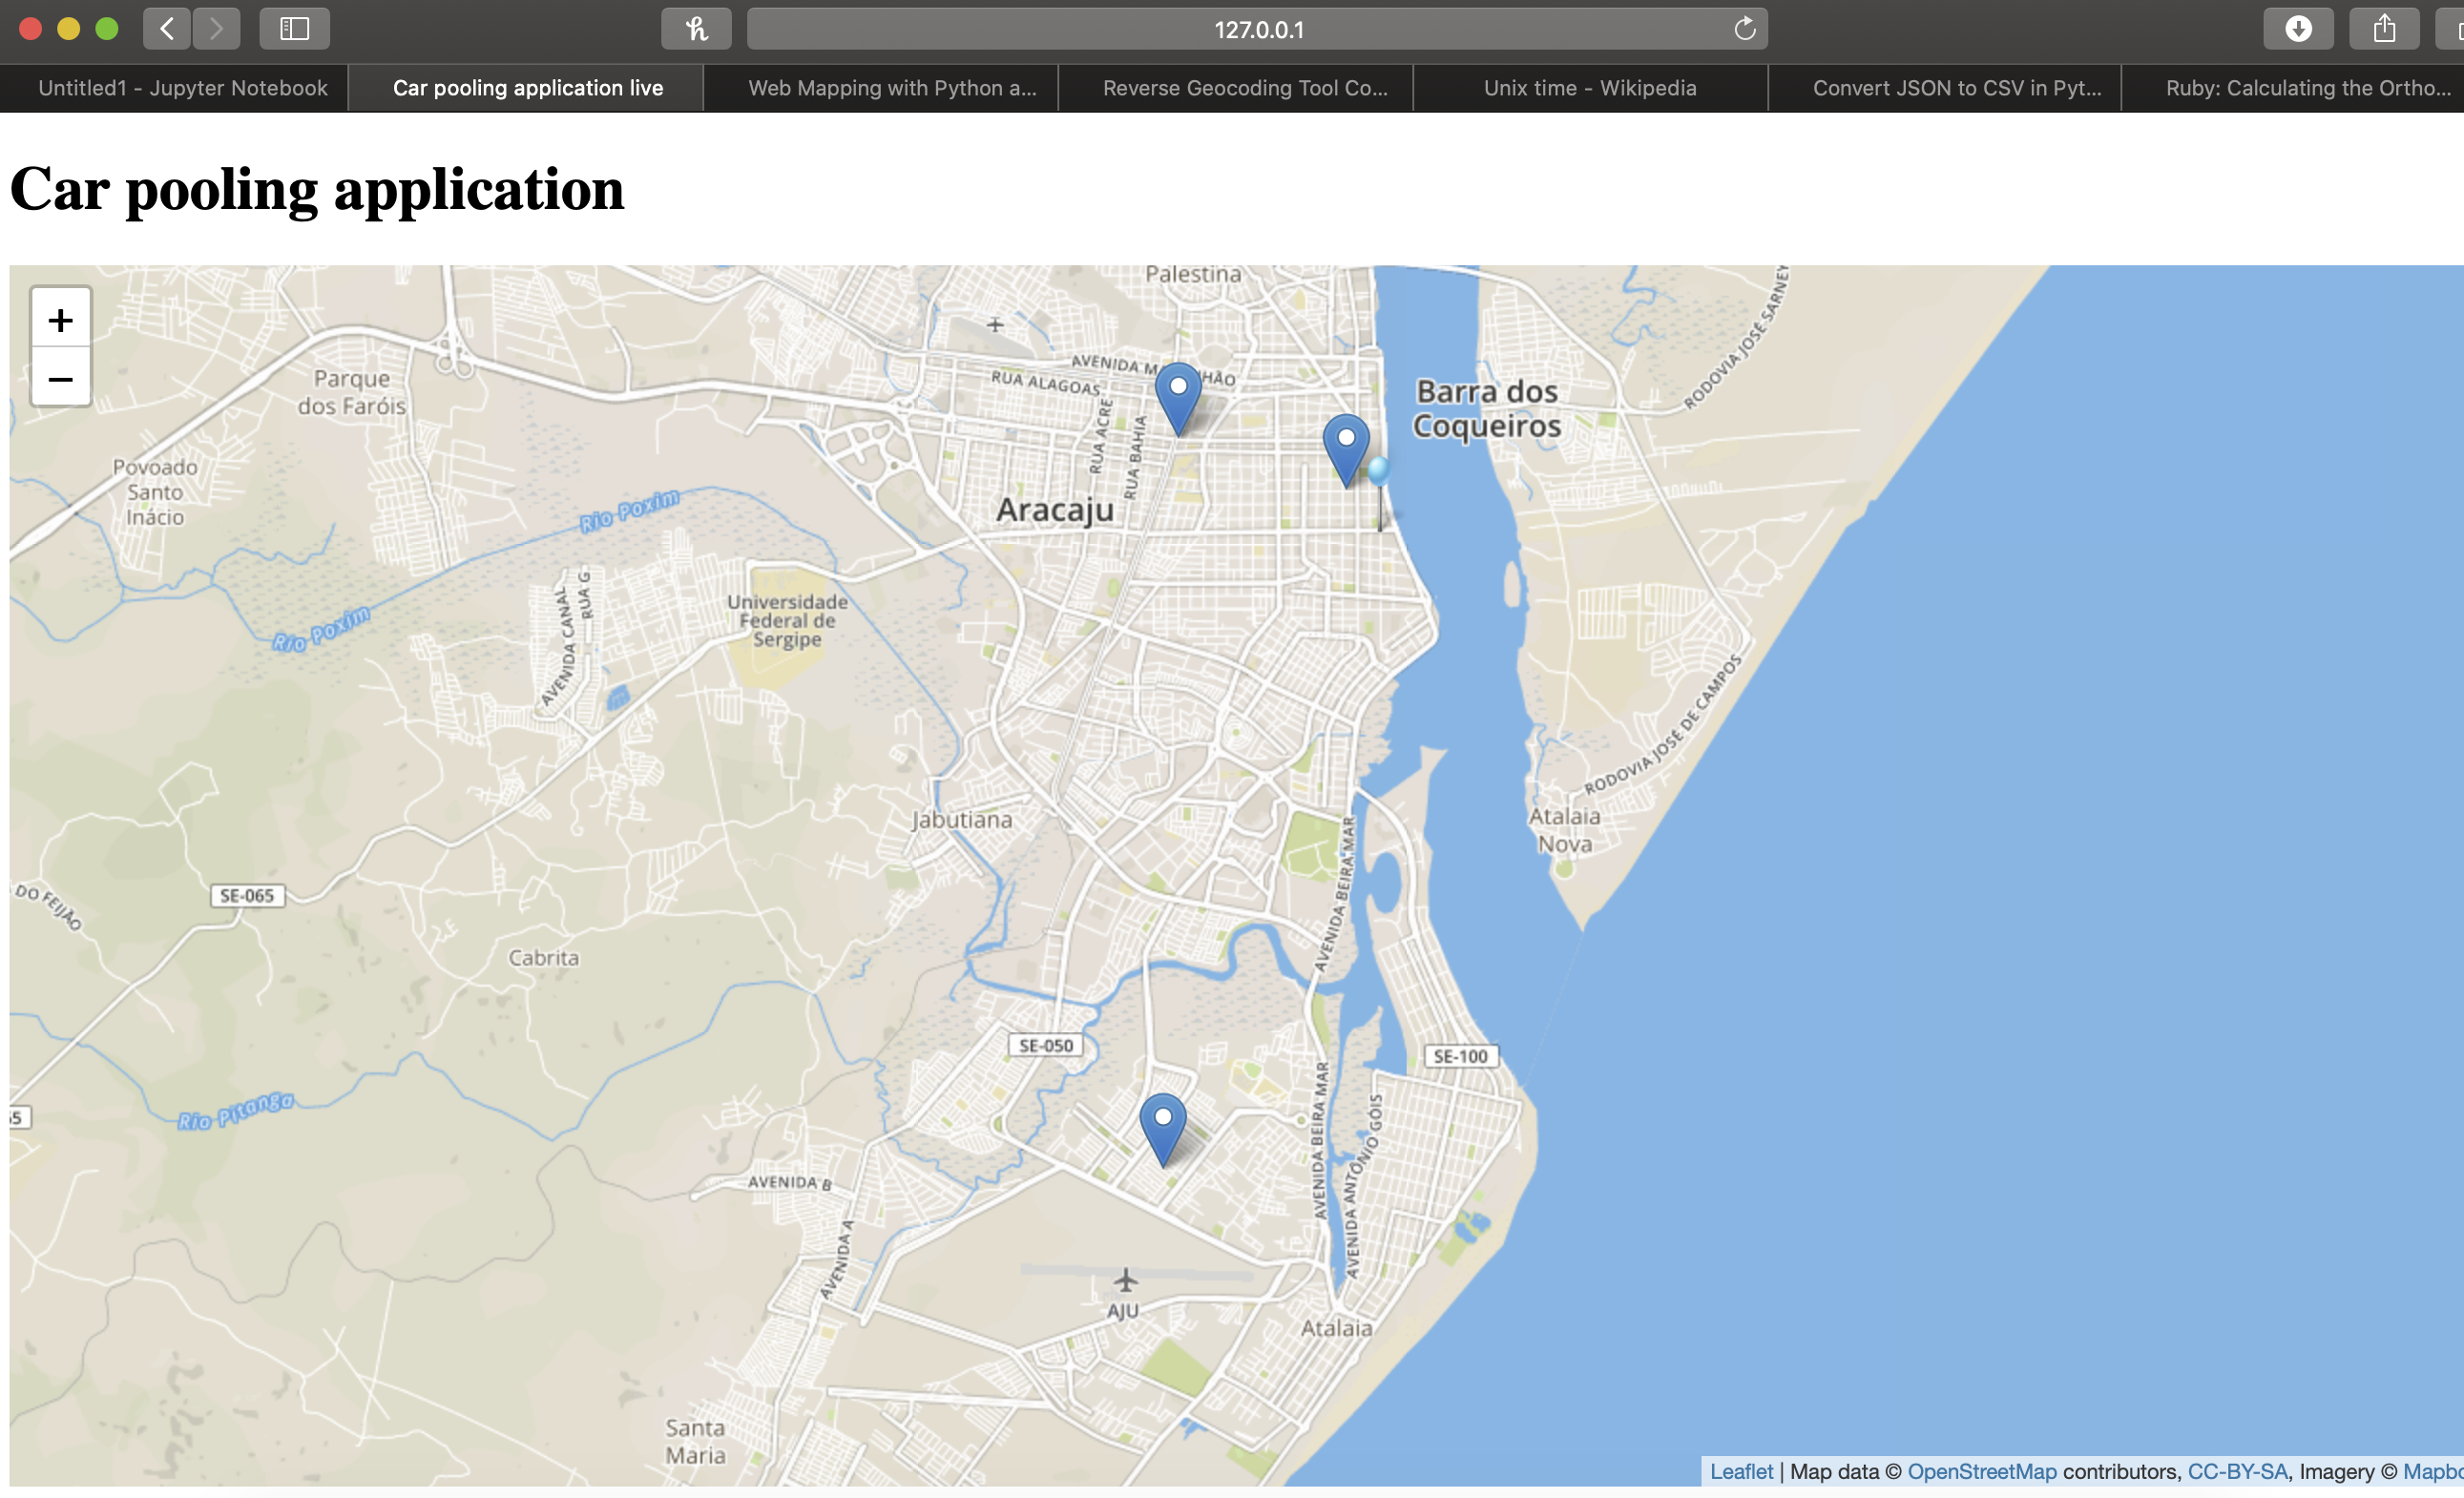 127.0.0.1
Untitled1 - Jupyter Notebook
Car pooling application live
Web Mapping with Python a...
Reverse Geocoding Tool Co...
Unix time - Wikipedia
Convert JSON to CSV in Pyt...
Ruby: Calculating the Ortho...
Car pooling application
+
−
Palestina
RODOVIA JOSÉ SARNEY
AVENIDA MA NHÃO
RUA ALAGOAS
Parque
dos Faróis
RUA ACRE
RUA BAHIA
Barra dos
Coqueiros
Povoado
Santo
Inácio
Rio Poxim
Aracaju
AVENIDA CANAL
RUA G
Universidade
Federal de
Sergipe
Rio Poxim
RODOVIA JOSÉ DE CAMPOS
Jabutiana
Atalaia
Nova
AVENIDA BEIRA MAR
SE-065
DO FEIJÃO
Cabrita
SE-050
SE-100
Rio Pitanga
55
AVENIDA BEIRA MAR
AVENIDA ANTÔNIO GÓIS
AVENIDA B
AVENIDA A
AJU
Atalaia
Santa
Maria
Leaflet | Map data © OpenStreetMap contributors, CC-BY-SA, Imagery © Mapbo